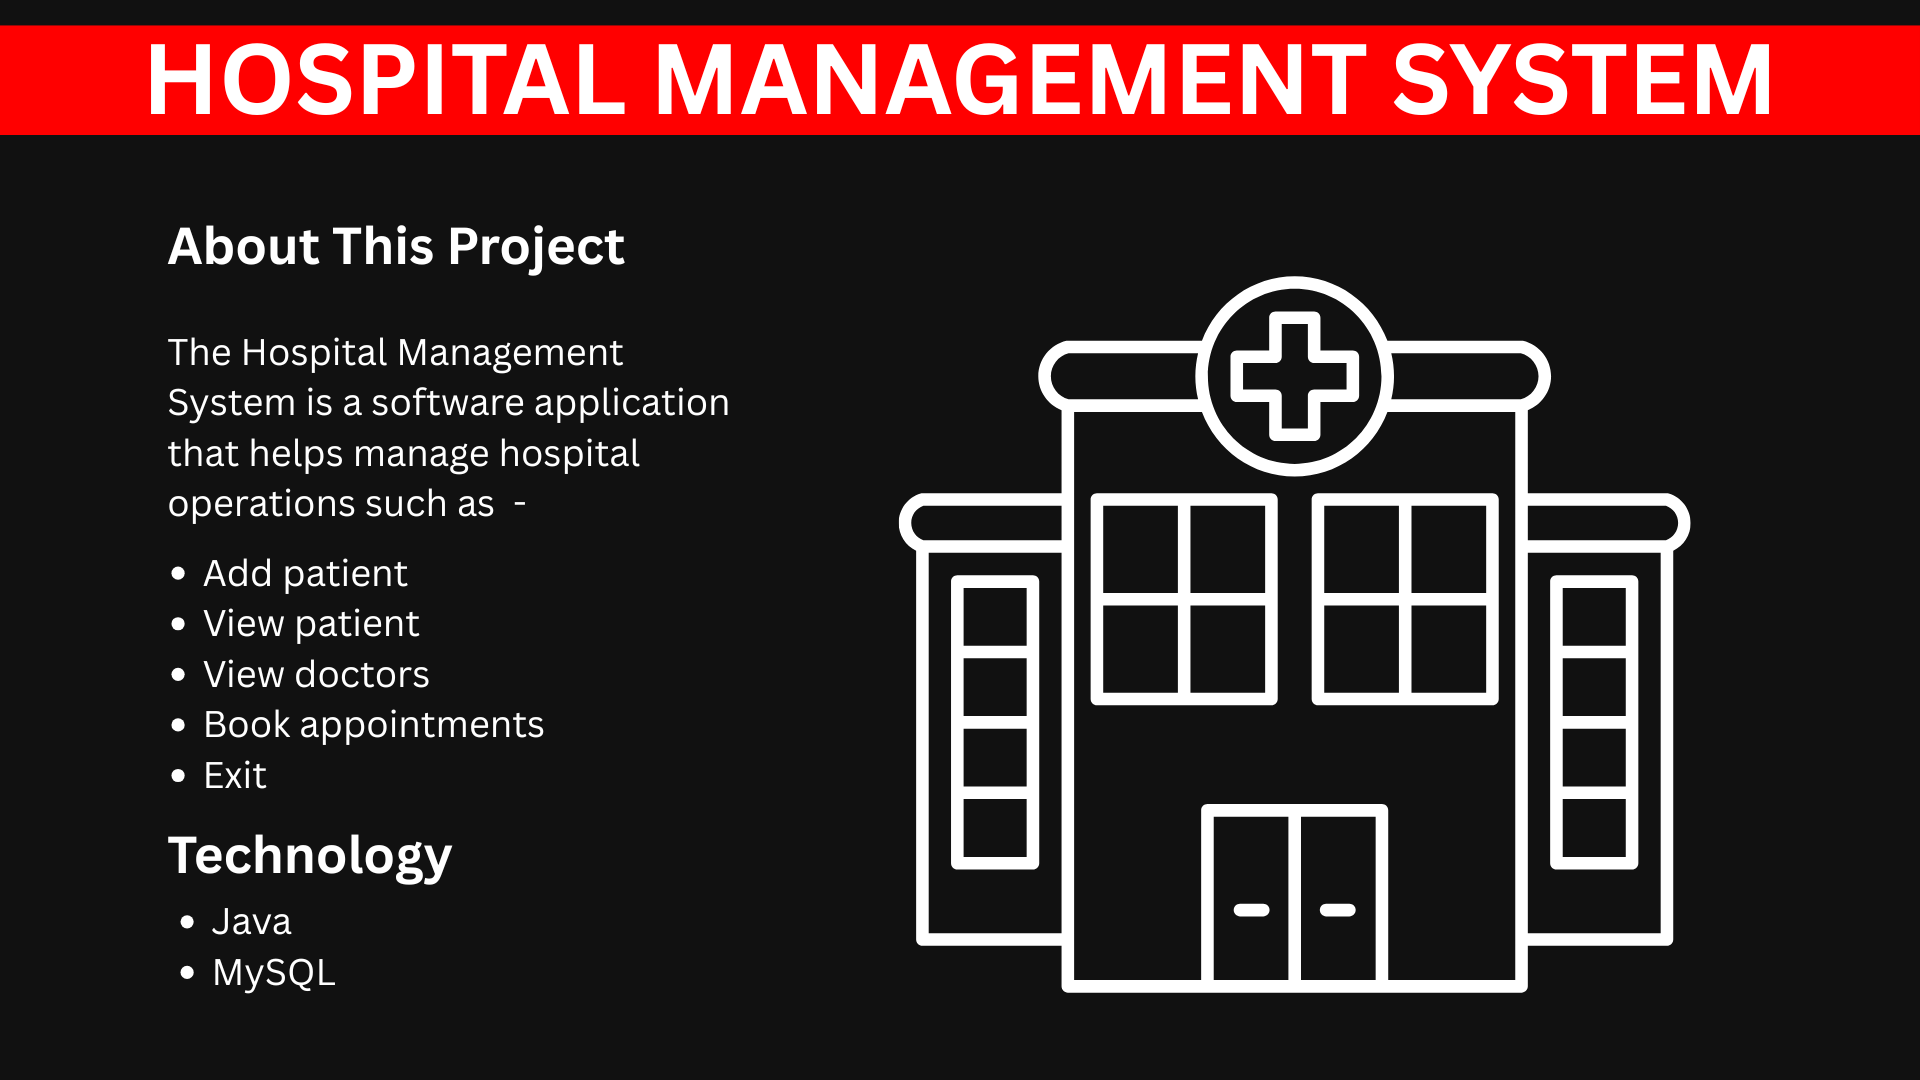 HOSPITAL MANAGEMENT SYSTEM
About This Project
The Hospital Management
System is a software application
that helps manage hospital
operations such as -
• Add patient
• View patient
• View doctors
• Book appointments
• Exit
Technology
• Java
• MySQL